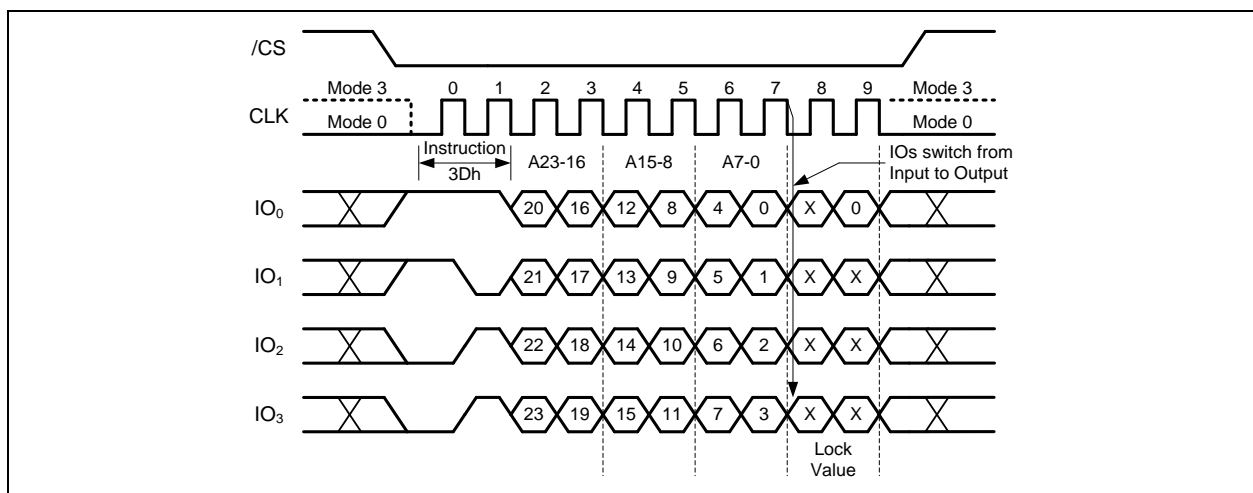 /CS
Mode 3 0 1 2 3 4 5 6 7 8 9 Mode 3
CLK Mode 0 Mode 0
Instruction A23-16 A15-8 A7-0 IOs switch from
3Dh Input to Output
IO₀ 20 16 12 8 4 0 X 0
IO₁ 21 17 13 9 5 1 X X
IO₂ 22 18 14 10 6 2 X X
IO₃ 23 19 15 11 7 3 X X
Lock
Value